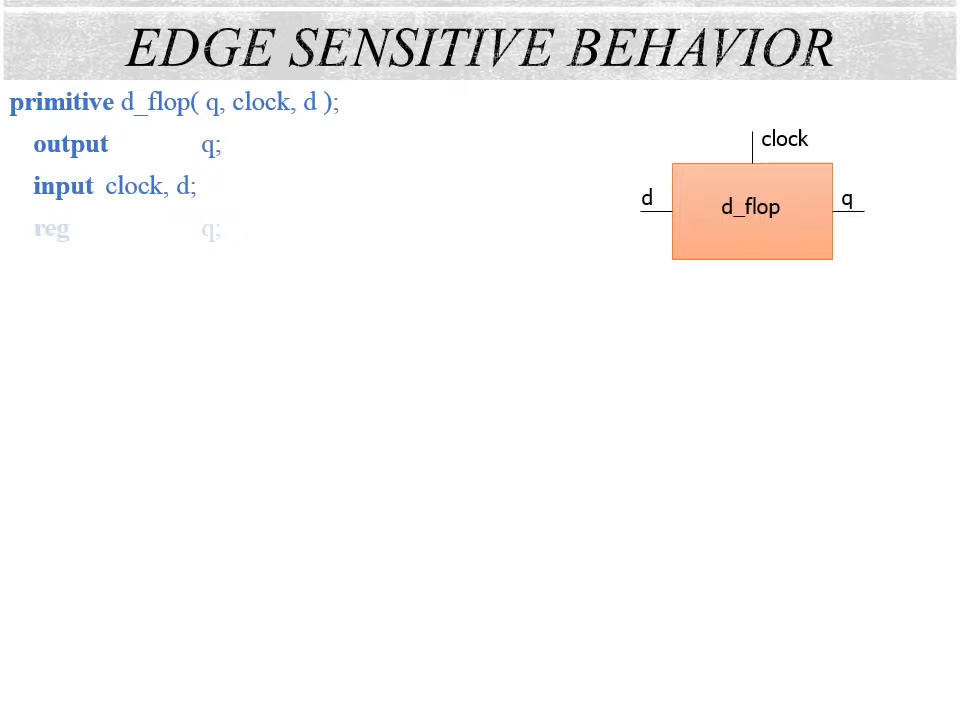 EDGE SENSITIVE BEHAVIOR
primitive d_flop( q, clock, d );
output q;
input clock, d;
reg q;
clock
d
d_flop
q